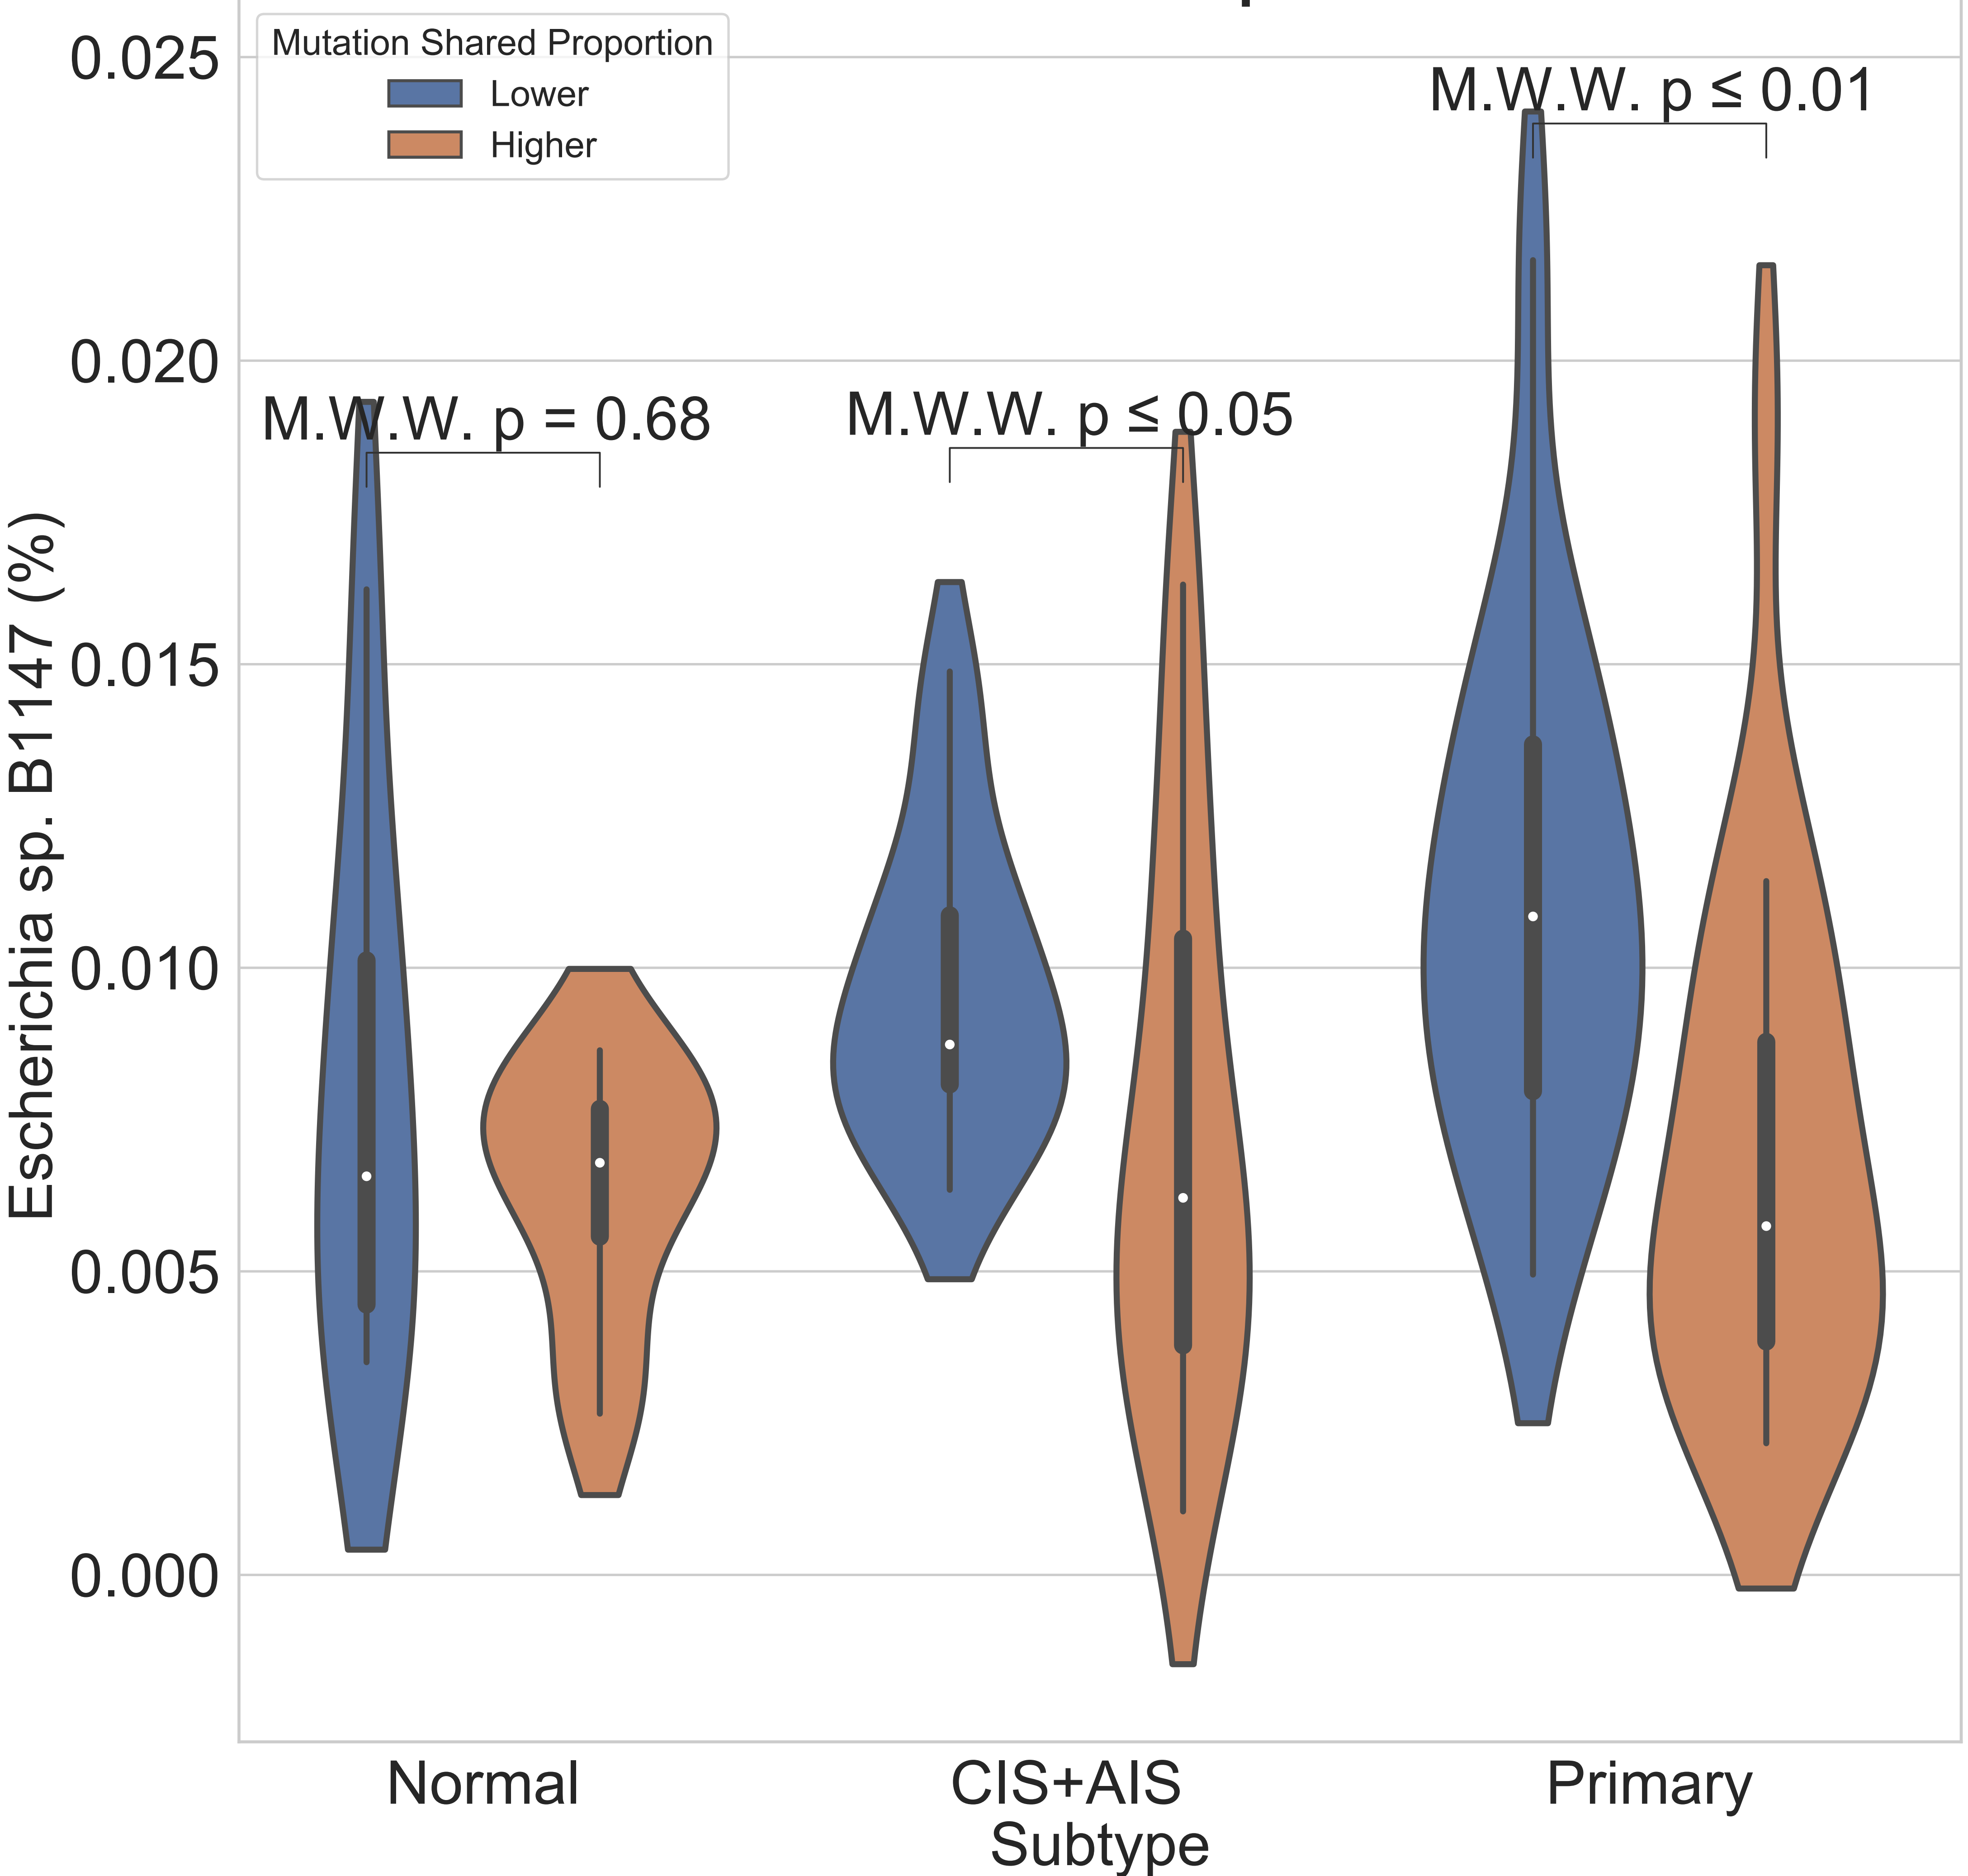 Mutation Shared Proportion
Lower
Higher
M.W.W. p = 0.68
M.W.W. p ≤ 0.05
M.W.W. p ≤ 0.01
0.025
0.020
0.015
0.010
0.005
0.000
Escherichia sp. B1147 (%)
Normal
CIS+AIS
Primary
Subtype